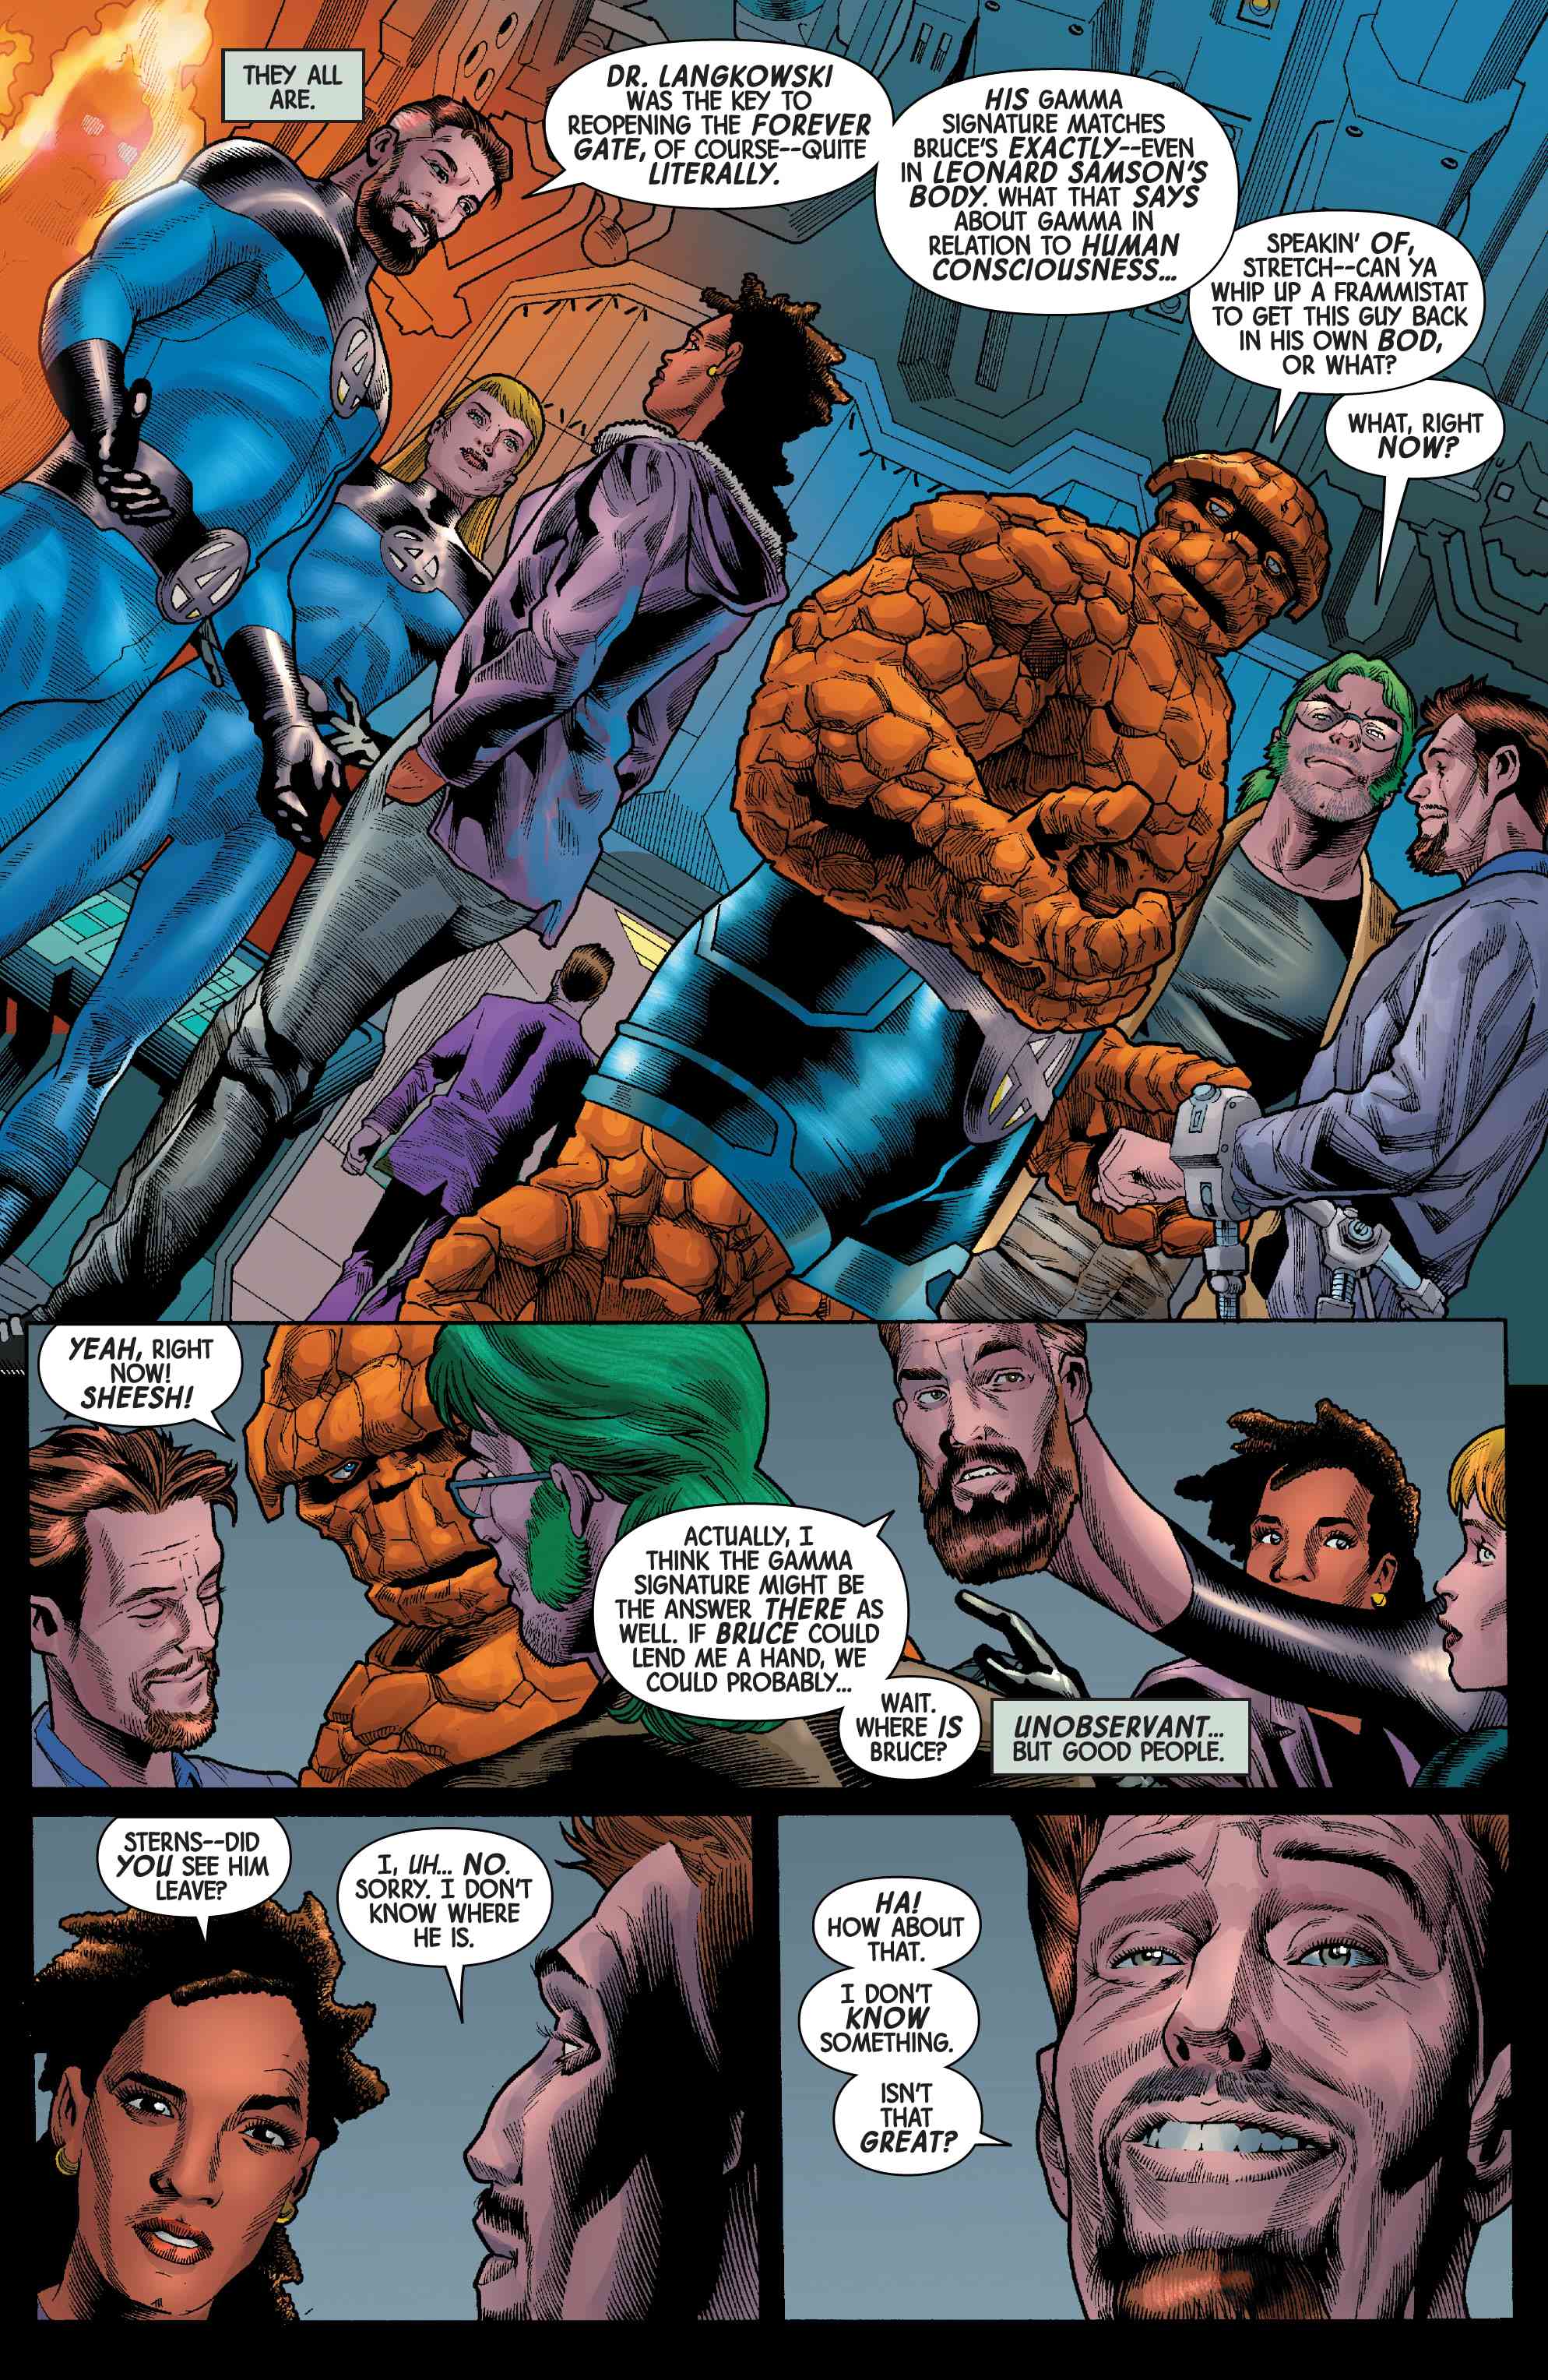 THEY ALL
ARE.
DR. LANGKOWSKI
WAS THE KEY TO
REOPENING THE FOREVER
GATE, OF COURSE--QUITE
LITERALLY.
HIS GAMMA
SIGNATURE MATCHES
BRUCE'S EXACTLY--EVEN
IN LEONARD SAMSON'S
BODY. WHAT THAT SAYS
ABOUT GAMMA IN
RELATION TO HUMAN
CONSCIOUSNESS...
SPEAKIN' OF,
STRETCH--CAN YA
WHIP UP A FRAMMISTAT
TO GET THIS GUY BACK
IN HIS OWN BOD,
OR WHAT?
WHAT, RIGHT
NOW?
4
4
4
4
YEAH, RIGHT
NOW!
SHEESH!
ACTUALLY, I
THINK THE GAMMA
SIGNATURE MIGHT BE
THE ANSWER THERE AS
WELL. IF BRUCE COULD
LEND ME A HAND, WE
COULD PROBABLY...
WAIT.
WHERE IS
BRUCE?
UNOBSERVANT...
BUT GOOD PEOPLE.
STERNS--DID
YOU SEE HIM
LEAVE?
I, UH... NO.
SORRY. I DON'T
KNOW WHERE
HE IS.
HA!
HOW ABOUT
THAT.
I DON'T
KNOW
SOMETHING.
ISN'T
THAT
GREAT?